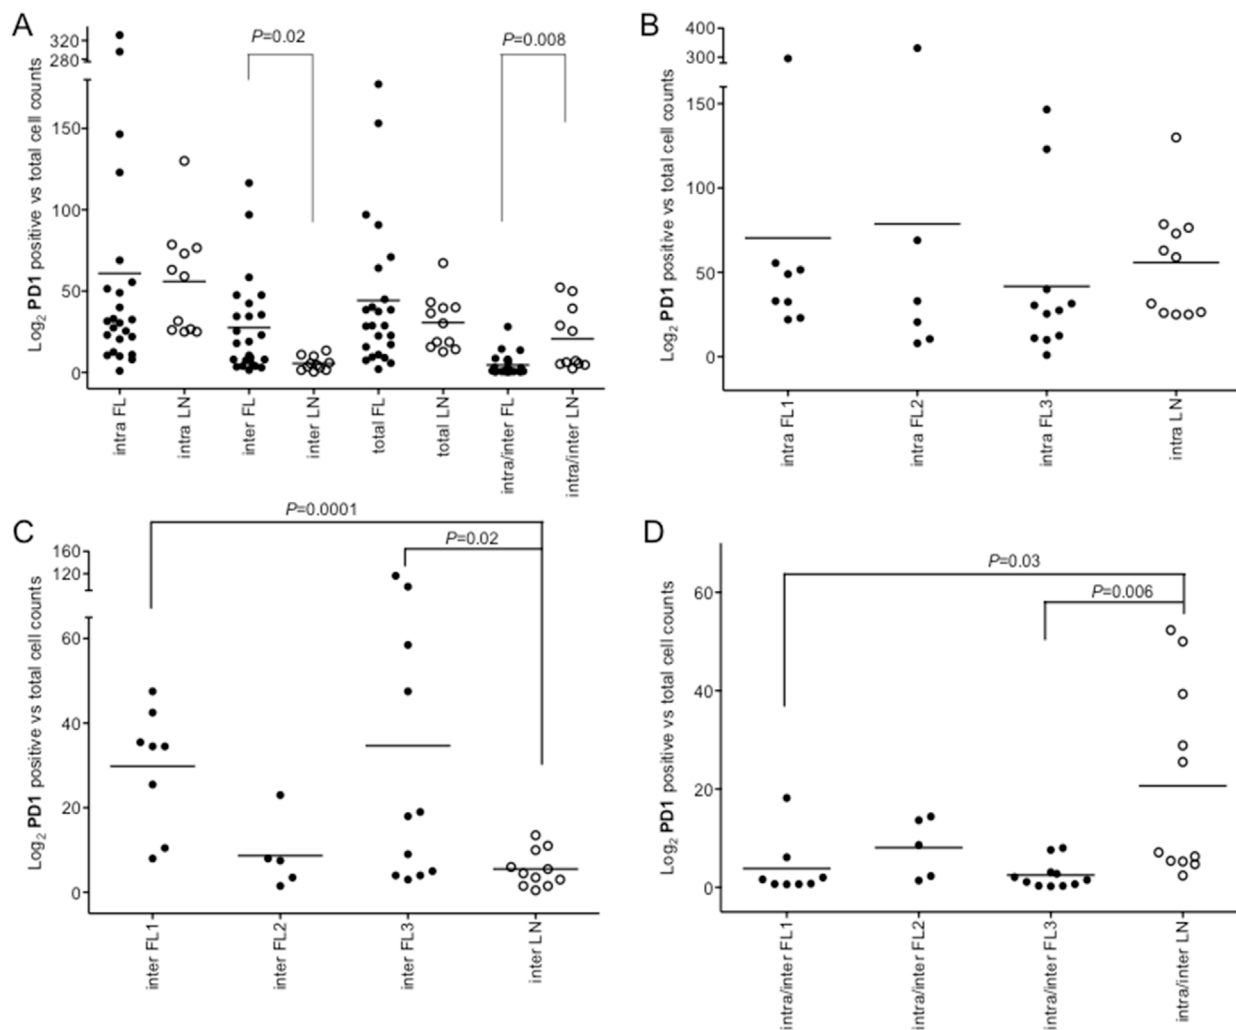 A
Log2 PD1 positive vs total cell counts
320
280
150
100
50
0
P=0.02
P=0.008
intra FL
intra LN
inter FL
inter LN
total FL
total LN
intra/inter FL
intra/inter LN
B
Log2 PD1 positive vs total cell counts
400
300
150
100
50
0
intra FL1
intra FL2
intra FL3
intra LN
C
Log2 PD1 positive vs total cell counts
160
120
60
40
20
0
P=0.0001
P=0.02
inter FL1
inter FL2
inter FL3
inter LN
D
Log2 PD1 positive vs total cell counts
60
40
20
0
P=0.03
P=0.006
intra/inter FL1
intra/inter FL2
intra/inter FL3
intra/inter LN